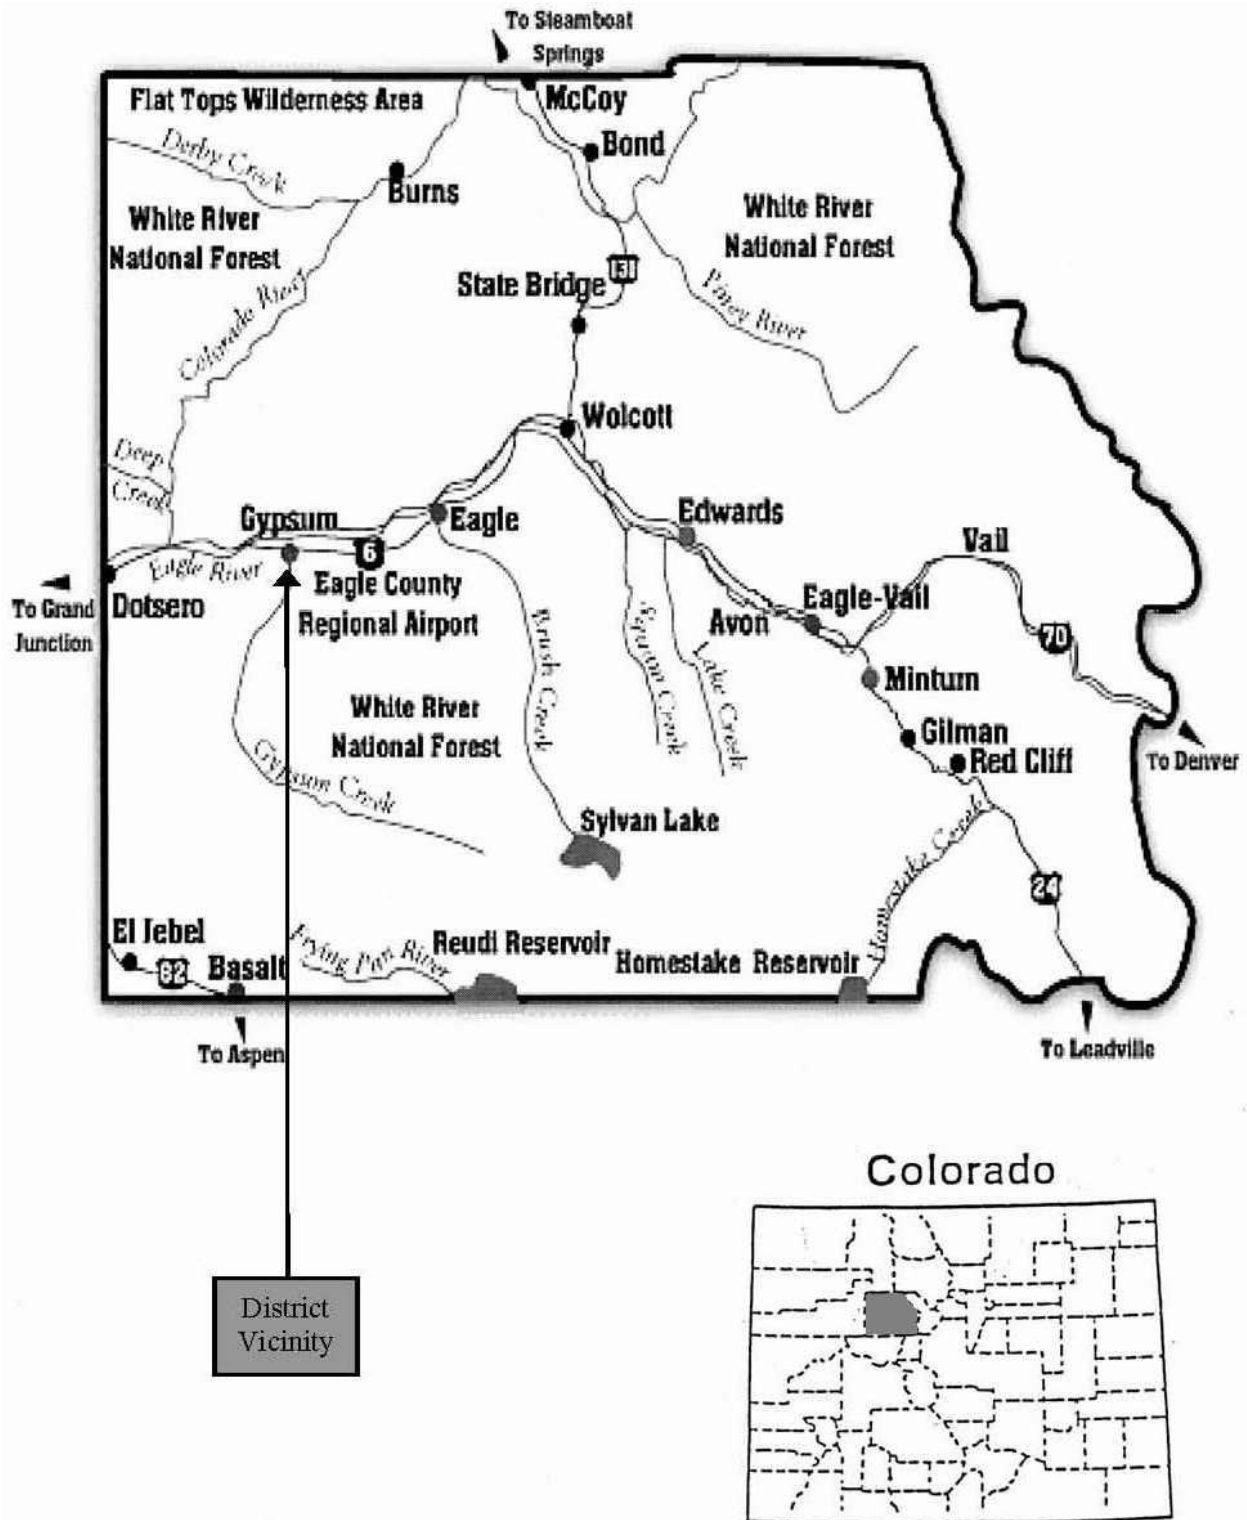 To Steamboat
Springs
Flat Tops Wilderness Area
McCoy
Derby Creek
Bond
Burns
White River
National Forest
White River
National Forest
131
State Bridge
Colorado River
Piney River
Wolcott
Deep
Creek
Gypsum
Eagle
Edwards
6
Vail
Eagle River
Eagle County
Regional Airport
To Grand
Junction
Dotsero
Eagle-Vail
Avon
70
Brush Creek
Squaw Creek
Lake Creek
Minturn
White River
National Forest
Gilman
Red Cliff
To Denver
Gypsum Creek
Sylvan Lake
Homestake Creek
24
El Jebel
82
Basalt
Frying Pan River
Reudi Reservoir
Homestake Reservoir
To Aspen
To Leadville
Colorado
District
Vicinity